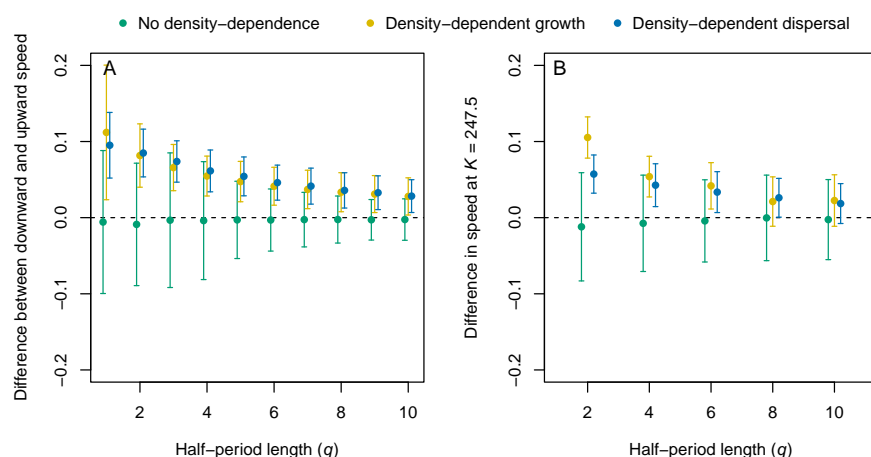 No density−dependence Density−dependent growth Density−dependent dispersal
A
Difference between downward and upward speed
0.2
0.1
0.0
−0.1
−0.2
2 4 6 8 10
Half−period length (q)
B
Difference in speed at K = 247.5
0.2
0.1
0.0
−0.1
−0.2
2 4 6 8 10
Half−period length (q)